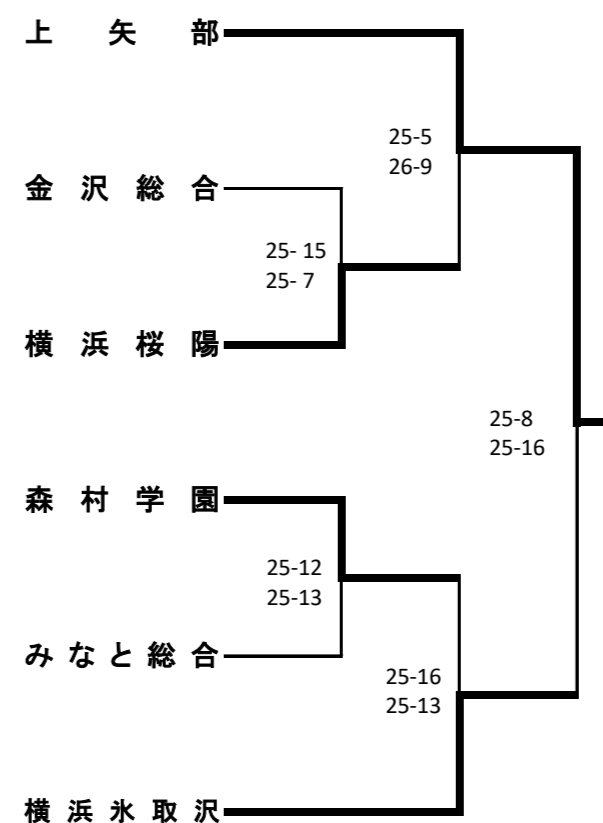 上矢部
25-5
26-9
金沢総合
25- 15
25- 7
横浜桜陽
25-8
25-16
森村学園
25-12
25-13
みなと総合
25-16
25-13
横浜氷取沢